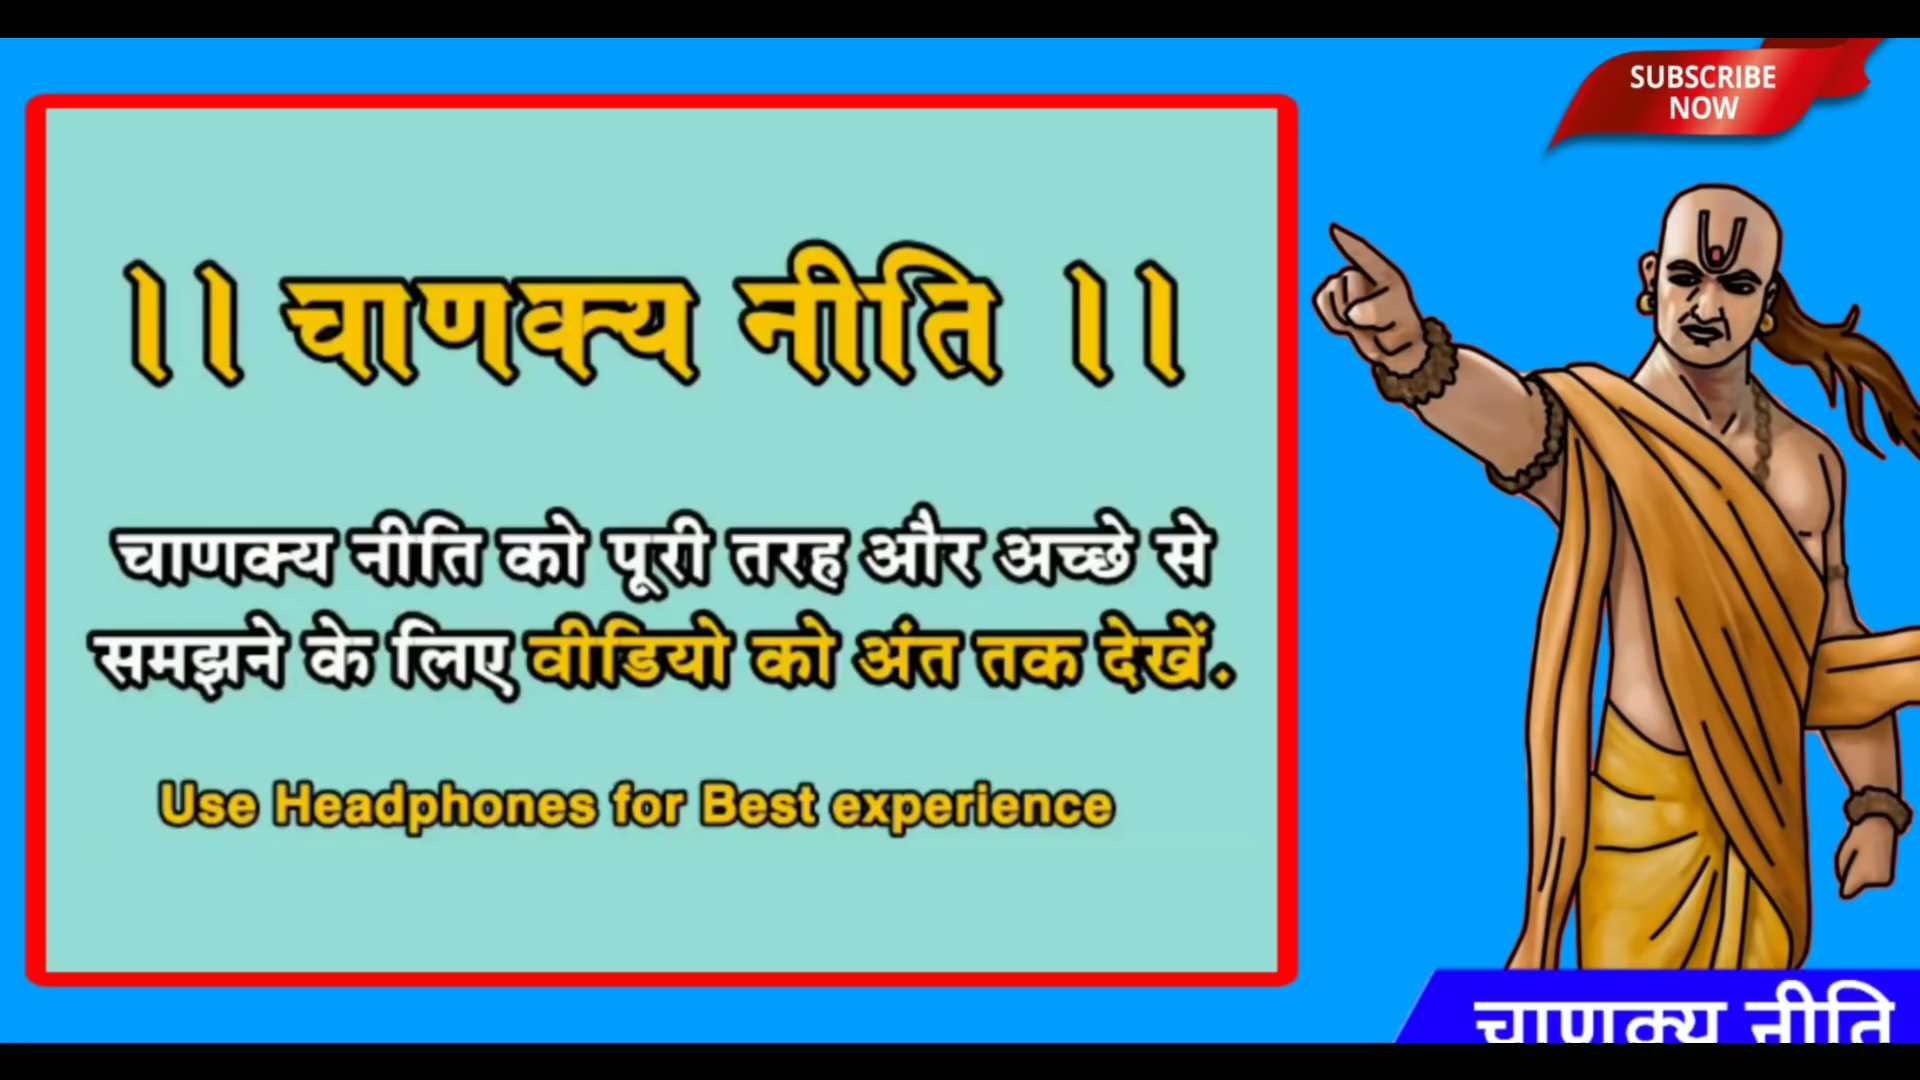 SUBSCRIBE
NOW
।। चाणक्य नीति ।।
चाणक्य नीति को पूरी तरह और अच्छे से
समझने के लिए वीडियो को अंत तक देखें.
Use Headphones for Best experience
चाणक्य नीति